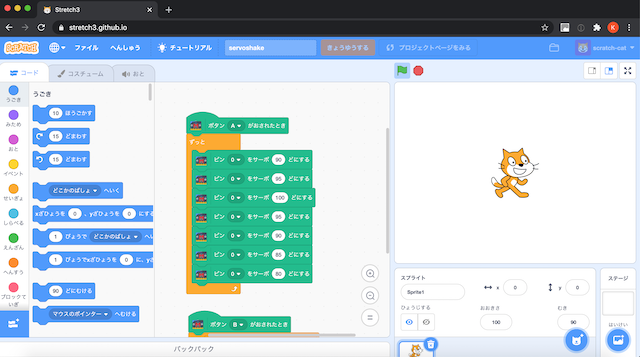 Stretch3
stretch3.github.io
SCRATCH
ファイル
へんしゅう
チュートリアル
servoshake
きょうゆうする
プロジェクトページをみる
scratch-cat
コード
コスチューム
おと
うごき
みため
おと
イベント
せいぎょ
しらべる
えんざん
へんすう
ブロックていぎ
うごき
10 ほうごかす
15 どまわす
15 どまわす
どこかのばしょ へいく
xざひょうを 0 、yざひょうを 0 にする
1 びょうで どこかのばしょ へ
1 びょうでxざひょうを 0 に、yざ
90 どにむける
マウスのポインター へむける
ボタン A がおされたとき
ずっと
ピン 0 をサーボ 90 どにする
ピン 0 をサーボ 95 どにする
ピン 0 をサーボ 100 どにする
ピン 0 をサーボ 95 どにする
ピン 0 をサーボ 90 どにする
ピン 0 をサーボ 85 どにする
ピン 0 をサーボ 80 どにする
ボタン B がおされたとき
バックパック
スプライト
Sprite1
x 0
y 0
ひょうじする
おおきさ
100
むき
90
ステージ
はいけい